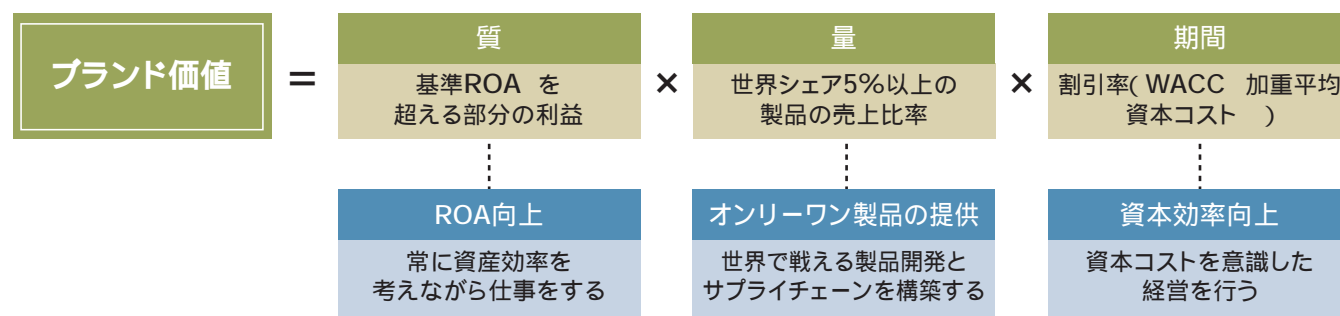 ブランド価値
=
質
基準ROA を
超える部分の利益
×
量
世界シェア5%以上の
製品の売上比率
×
期間
割引率( WACC 加重平均
資本コスト )
ROA向上
常に資産効率を
考えながら仕事をする
オンリーワン製品の提供
世界で戦える製品開発と
サプライチェーンを構築する
資本効率向上
資本コストを意識した
経営を行う